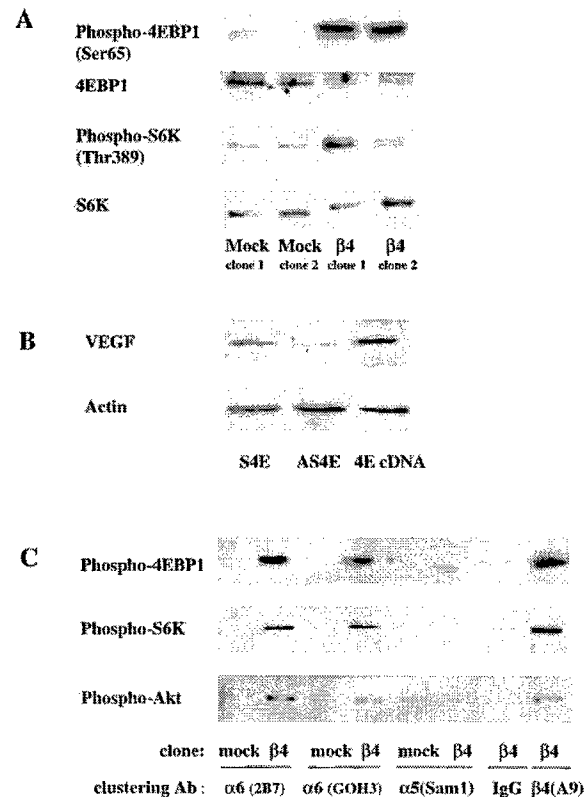 A
Phospho-4EBP1
(Ser65)
4EBP1
Phospho-S6K
(Thr389)
S6K
Mock Mock β4 β4
clone 1 clone 2 clone 1 clone 2
B
VEGF
Actin
S4E AS4E 4E cDNA
C
Phospho-4EBP1
Phospho-S6K
Phospho-Akt
clone: mock β4 mock β4 mock β4 β4 β4
clustering Ab : α6 (2B7) α6 (GOH3) α5(Sam1) IgG β4(A9)